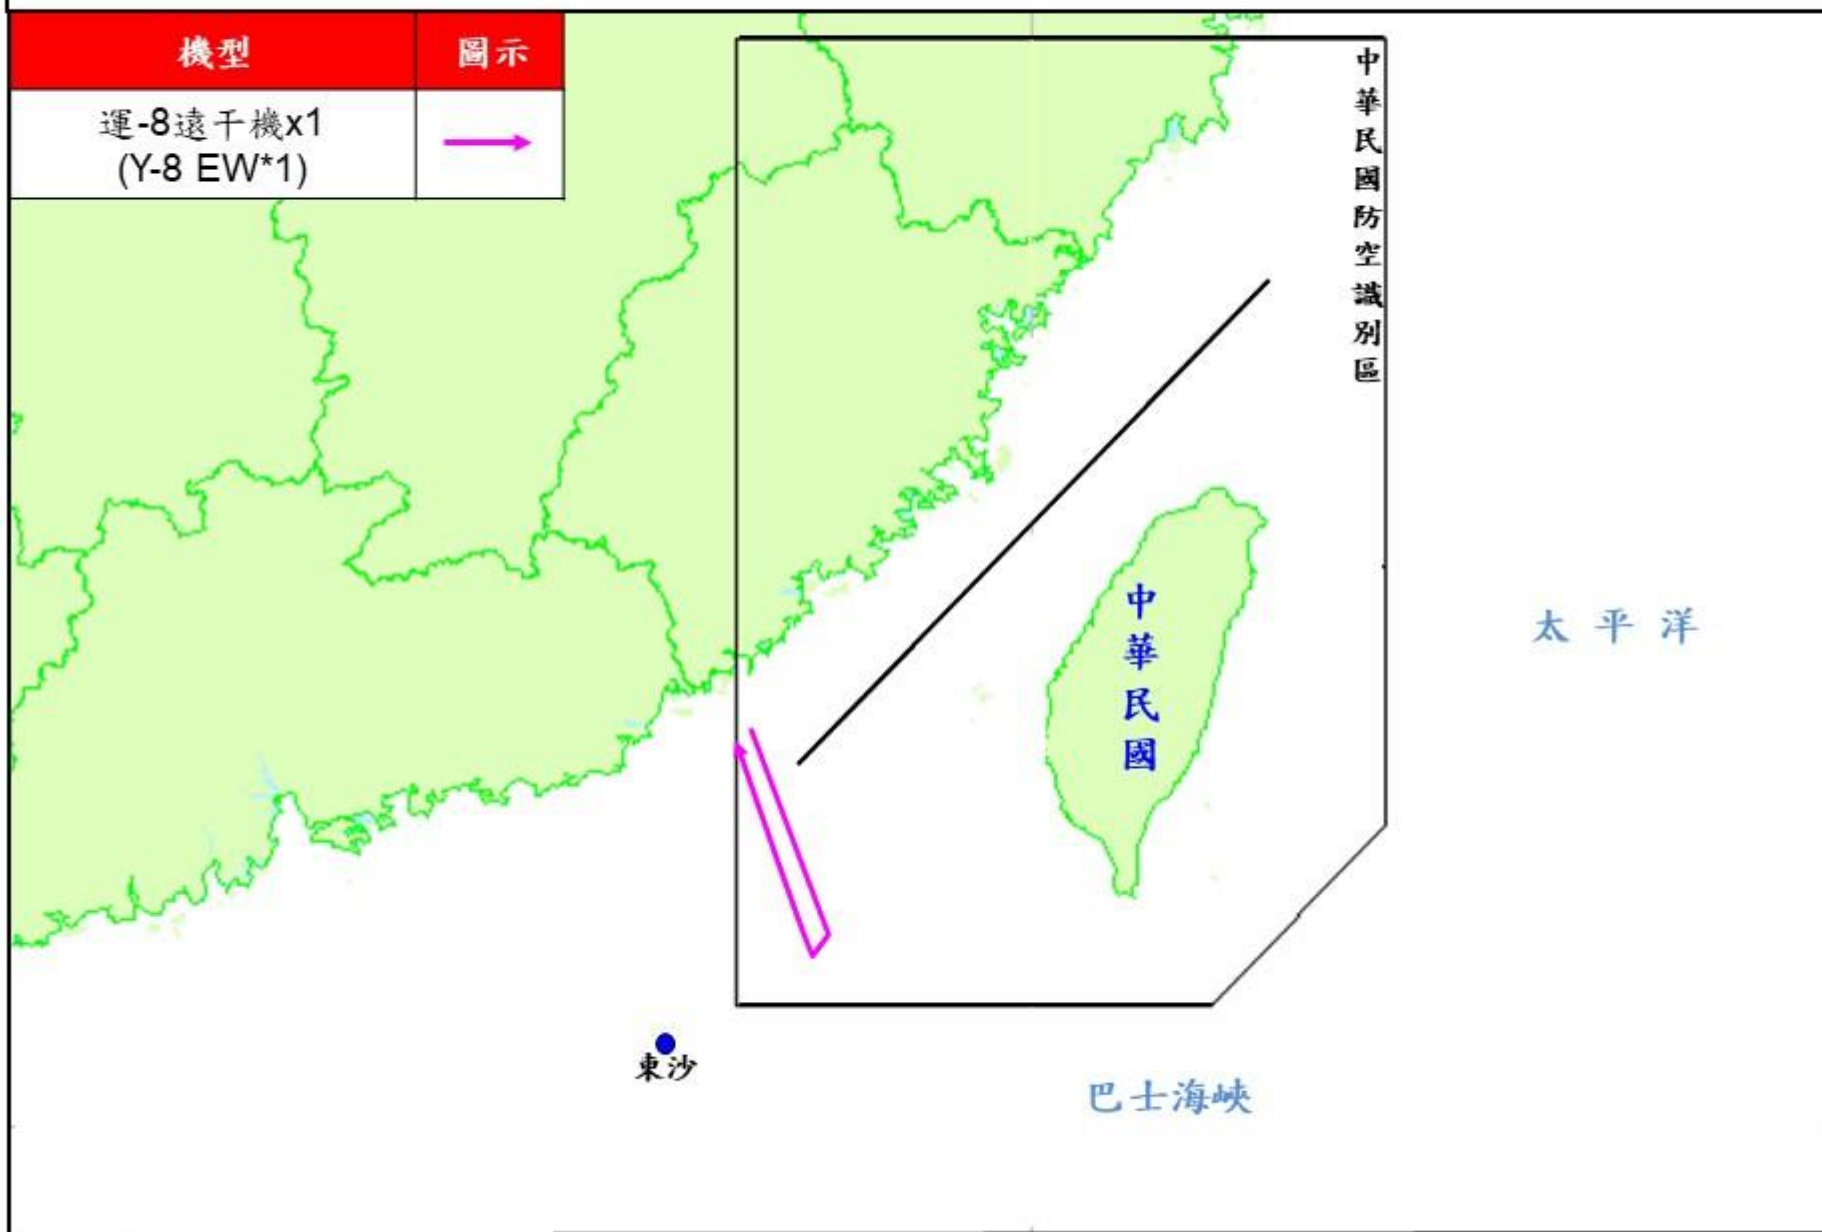 機型
圖示
運-8遠干機x1
(Y-8 EW*1)
中華民國防空識別區
中華民國
太平洋
東沙
巴士海峽